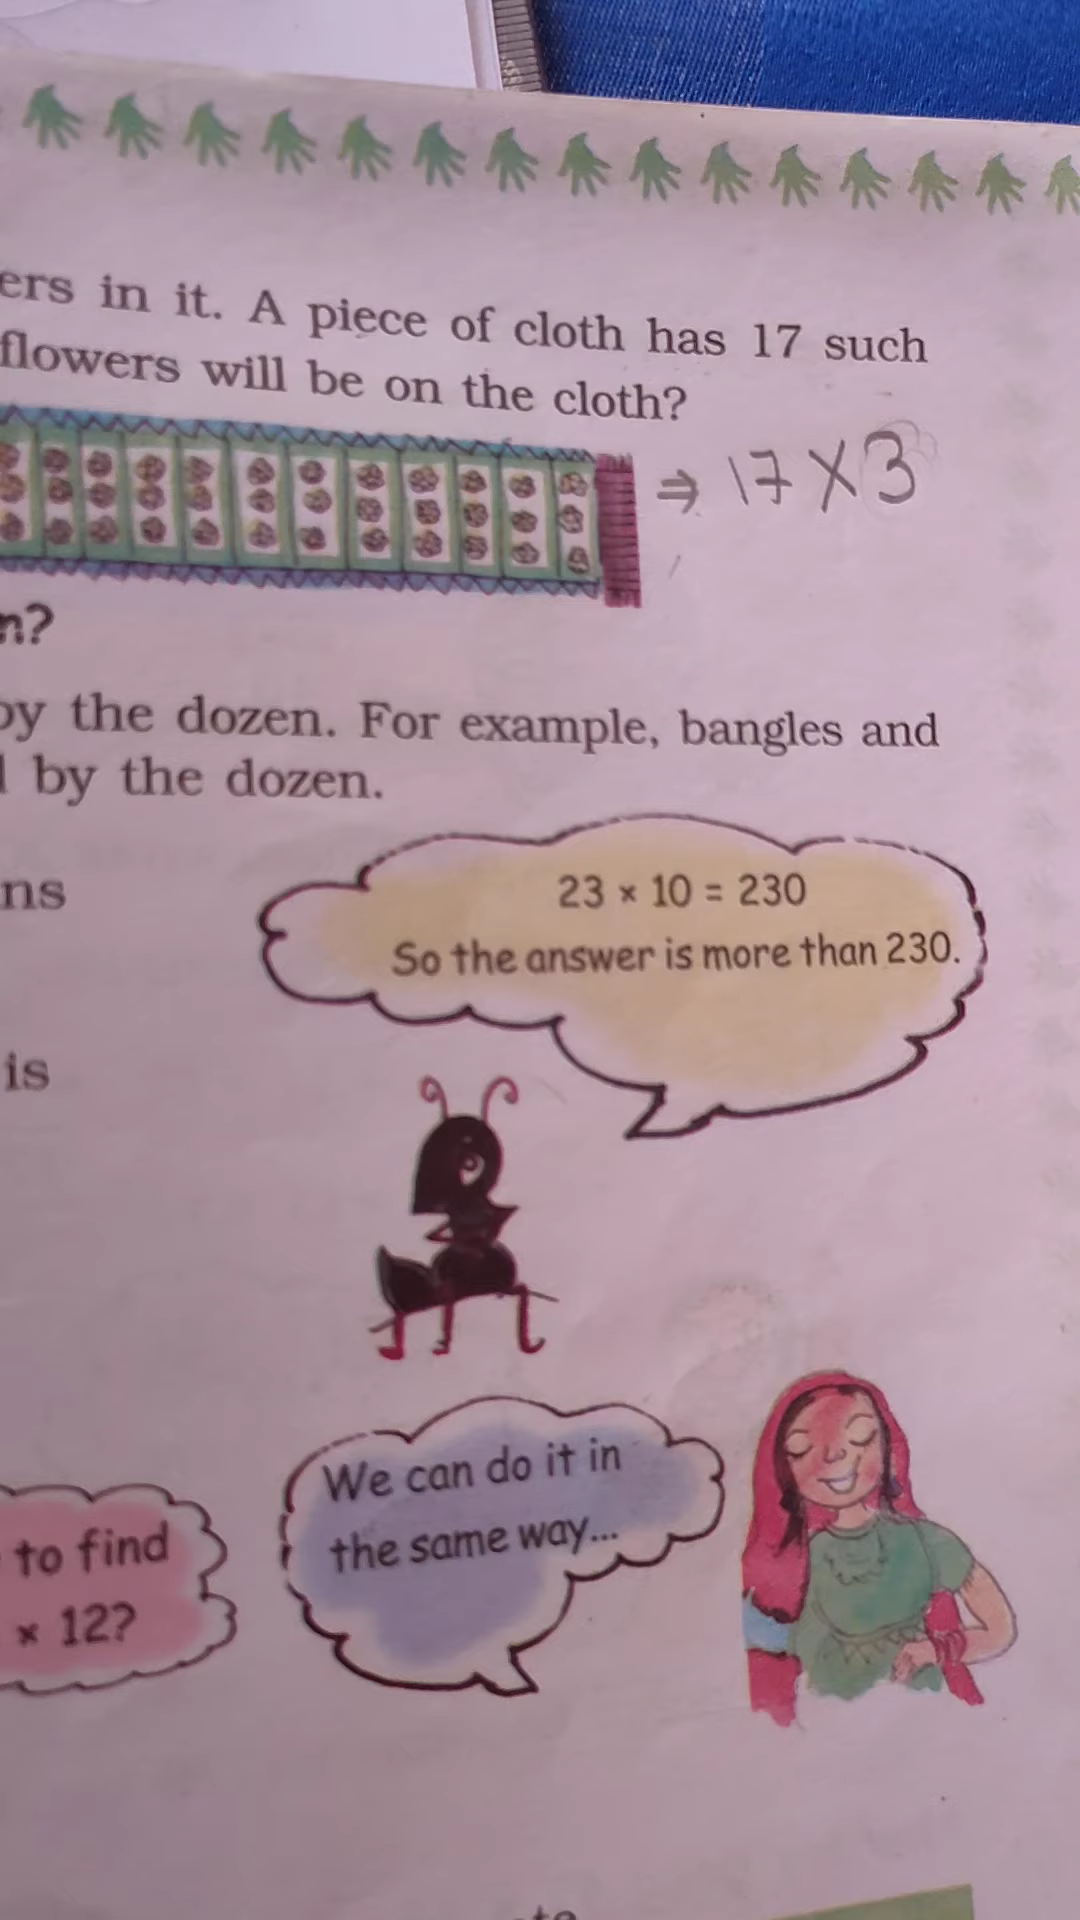 ers in it. A piece of cloth has 17 such
flowers will be on the cloth?
⇒ 17 × 3
n?
by the dozen. For example, bangles and
by the dozen.
ns
23 × 10 = 230
So the answer is more than 230.
is
We can do it in
the same way...
to find
× 12?